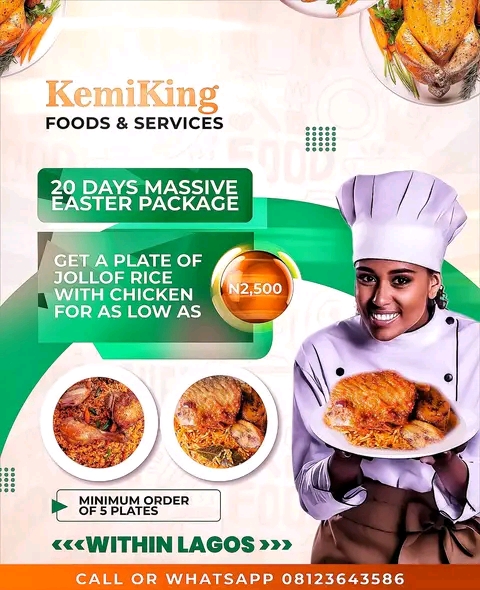 KemiKing
FOODS & SERVICES
20 DAYS MASSIVE
EASTER PACKAGE
GET A PLATE OF
JOLLOF RICE
WITH CHICKEN
FOR AS LOW AS
N2,500
MINIMUM ORDER
OF 5 PLATES
<<<WITHIN LAGOS >>>
CALL OR WHATSAPP 08123643586